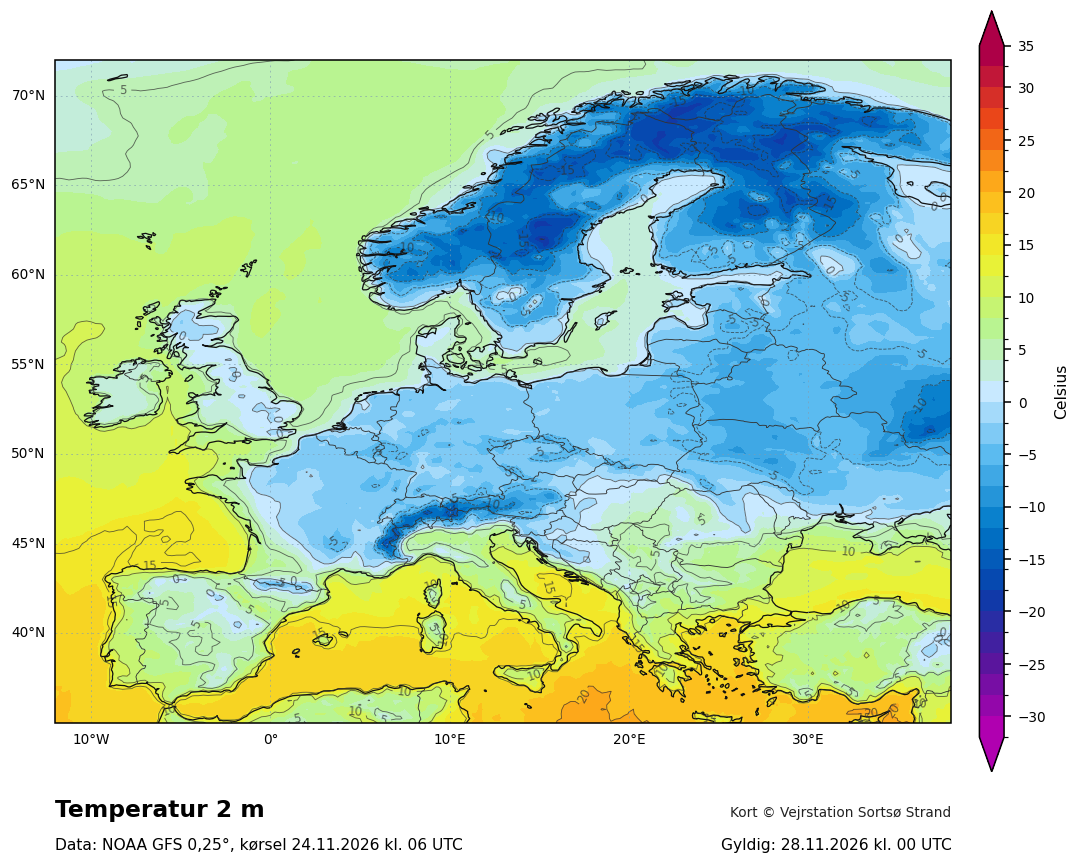 70°N
65°N
60°N
55°N
50°N
45°N
40°N
10°W
0°
10°E
20°E
30°E
35
30
25
20
15
10
5
0
−5
−10
−15
−20
−25
−30
Celsius
Temperatur 2 m
Kort © Vejrstation Sortsø Strand
Data: NOAA GFS 0,25°, kørsel 24.11.2026 kl. 06 UTC
Gyldig: 28.11.2026 kl. 00 UTC